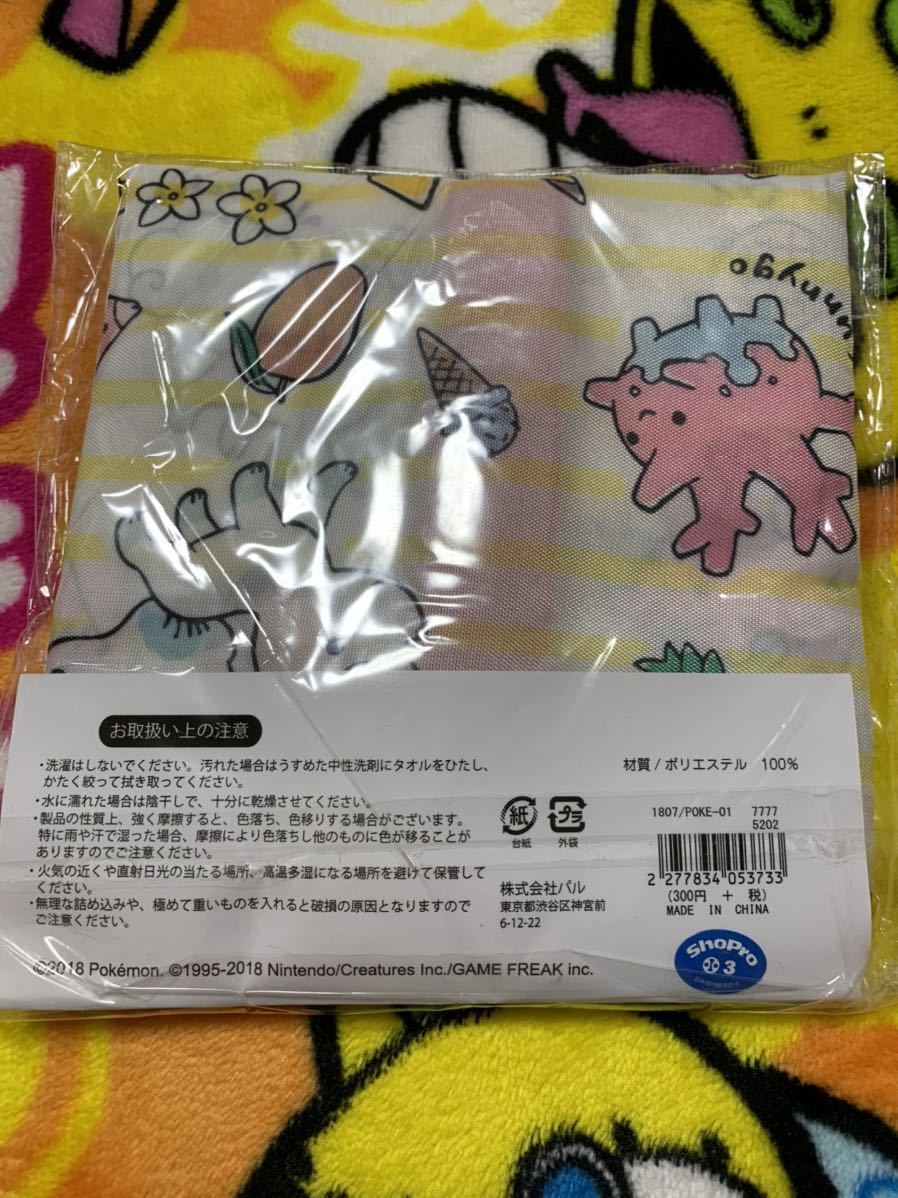 unnygo
お取扱い上の注意
・洗濯はしないでください。汚れた場合はうすめた中性洗剤にタオルをひたし、
かたく絞って拭き取ってください。
・水に濡れた場合は陰干しで、十分に乾燥させてください。
・製品の性質上、強く摩擦すると、色落ち、色移りする場合がございます。
特に雨や汗で湿った場合、摩擦により色落ちし他のものに色が移ることが
ありますのでご注意ください。
・火気の近くや直射日光の当たる場所、高温多湿になる場所を避けて保管して
ください。
・無理な詰め込みや、極めて重いものを入れると破損の原因となりますので
ご注意ください。
材質/ポリエステル 100%
紙
台紙
プラ
外袋
株式会社パル
東京都渋谷区神宮前
6-12-22
1807/POKE-01 7777
5202
2 277834 053733
(300円 + 税)
MADE IN CHINA
©2018 Pokémon. ©1995-2018 Nintendo/Creatures Inc./GAME FREAK inc.
ShoPro
3